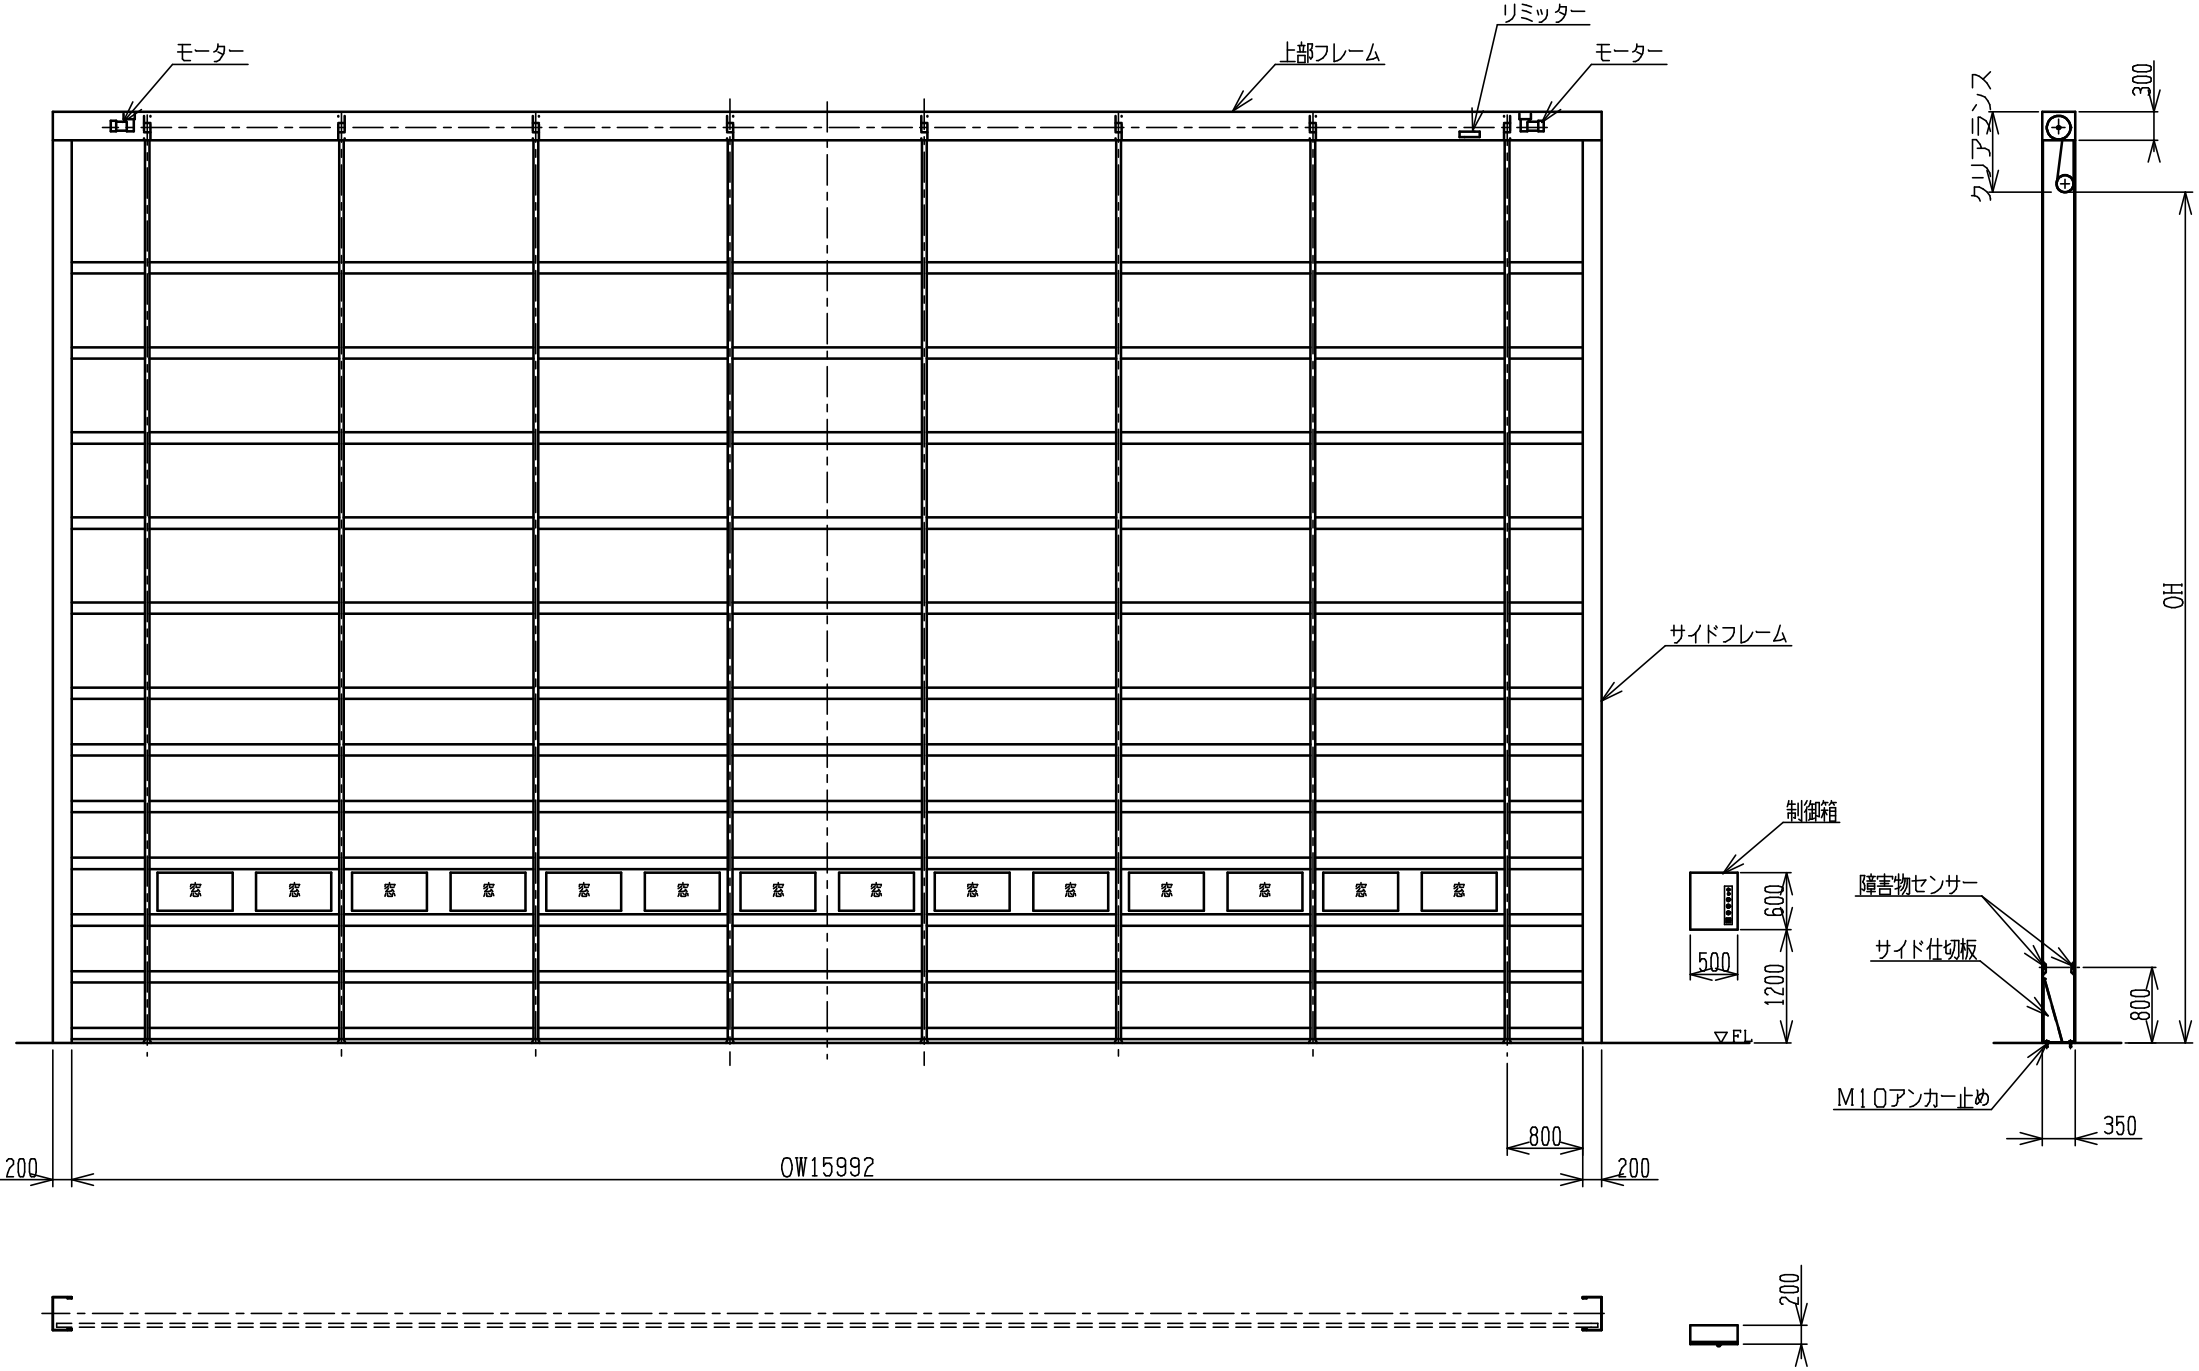 リミッター
モーター
上部フレーム
モーター
クリアランス
300
OH
サイドフレーム
制御箱
600
500
1200
障害物センサー
サイド仕切板
800
窓 窓 窓 窓 窓 窓 窓 窓 窓 窓 窓 窓 窓 窓
▽FL
M10アンカー止め
350
800
200
OW15992
200
200